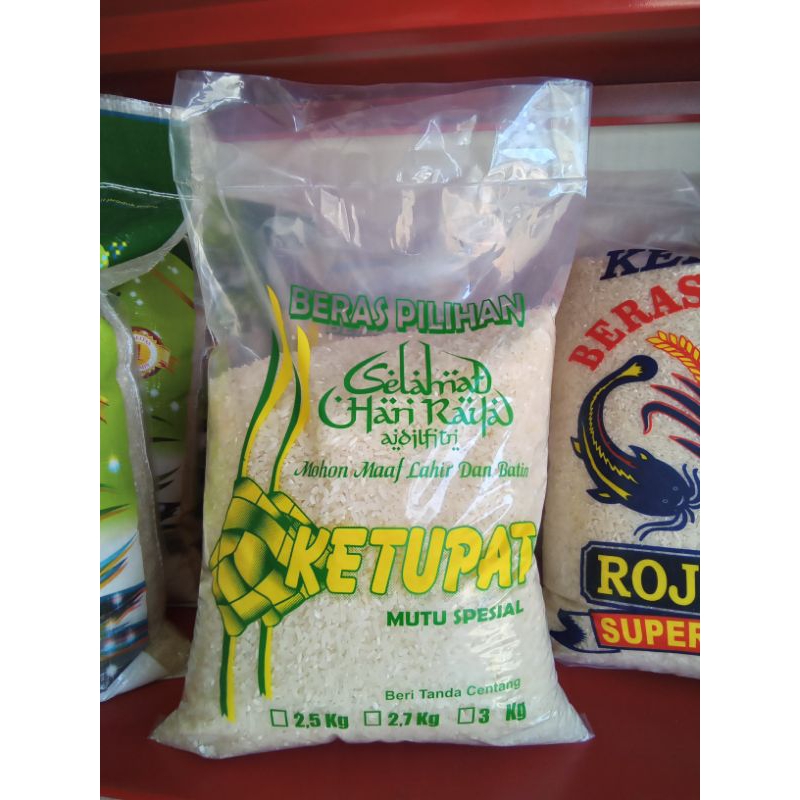 BERAS PILIHAN
Selamat
Hari Raya
aidilfitri
Mohon Maaf Lahir Dan Batin
KETUPAT
MUTU SPESIAL
Beri Tanda Centang
2,5 Kg 2,7 Kg 3 Kg
BERAS
ROJ
SUPER